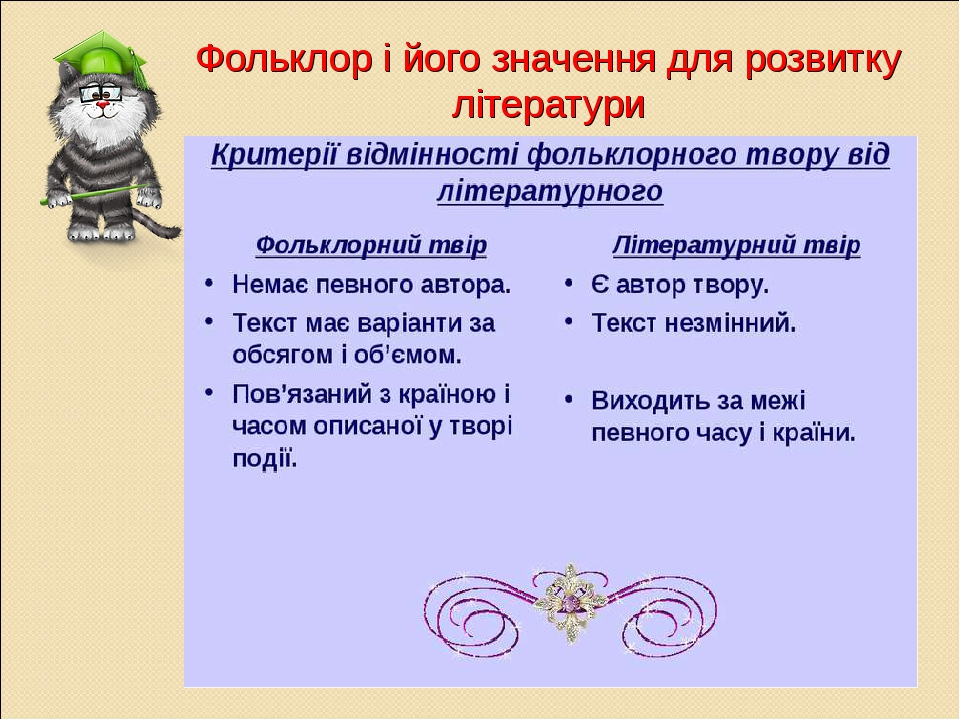 Фольклор і його значення для розвитку
літератури
Критерії відмінності фольклорного твору від
літературного
Фольклорний твір
• Немає певного автора.
• Текст має варіанти за
обсягом і об’ємом.
• Пов’язаний з країною і
часом описаної у творі
події.
Літературний твір
• Є автор твору.
• Текст незмінний.
• Виходить за межі
певного часу і країни.